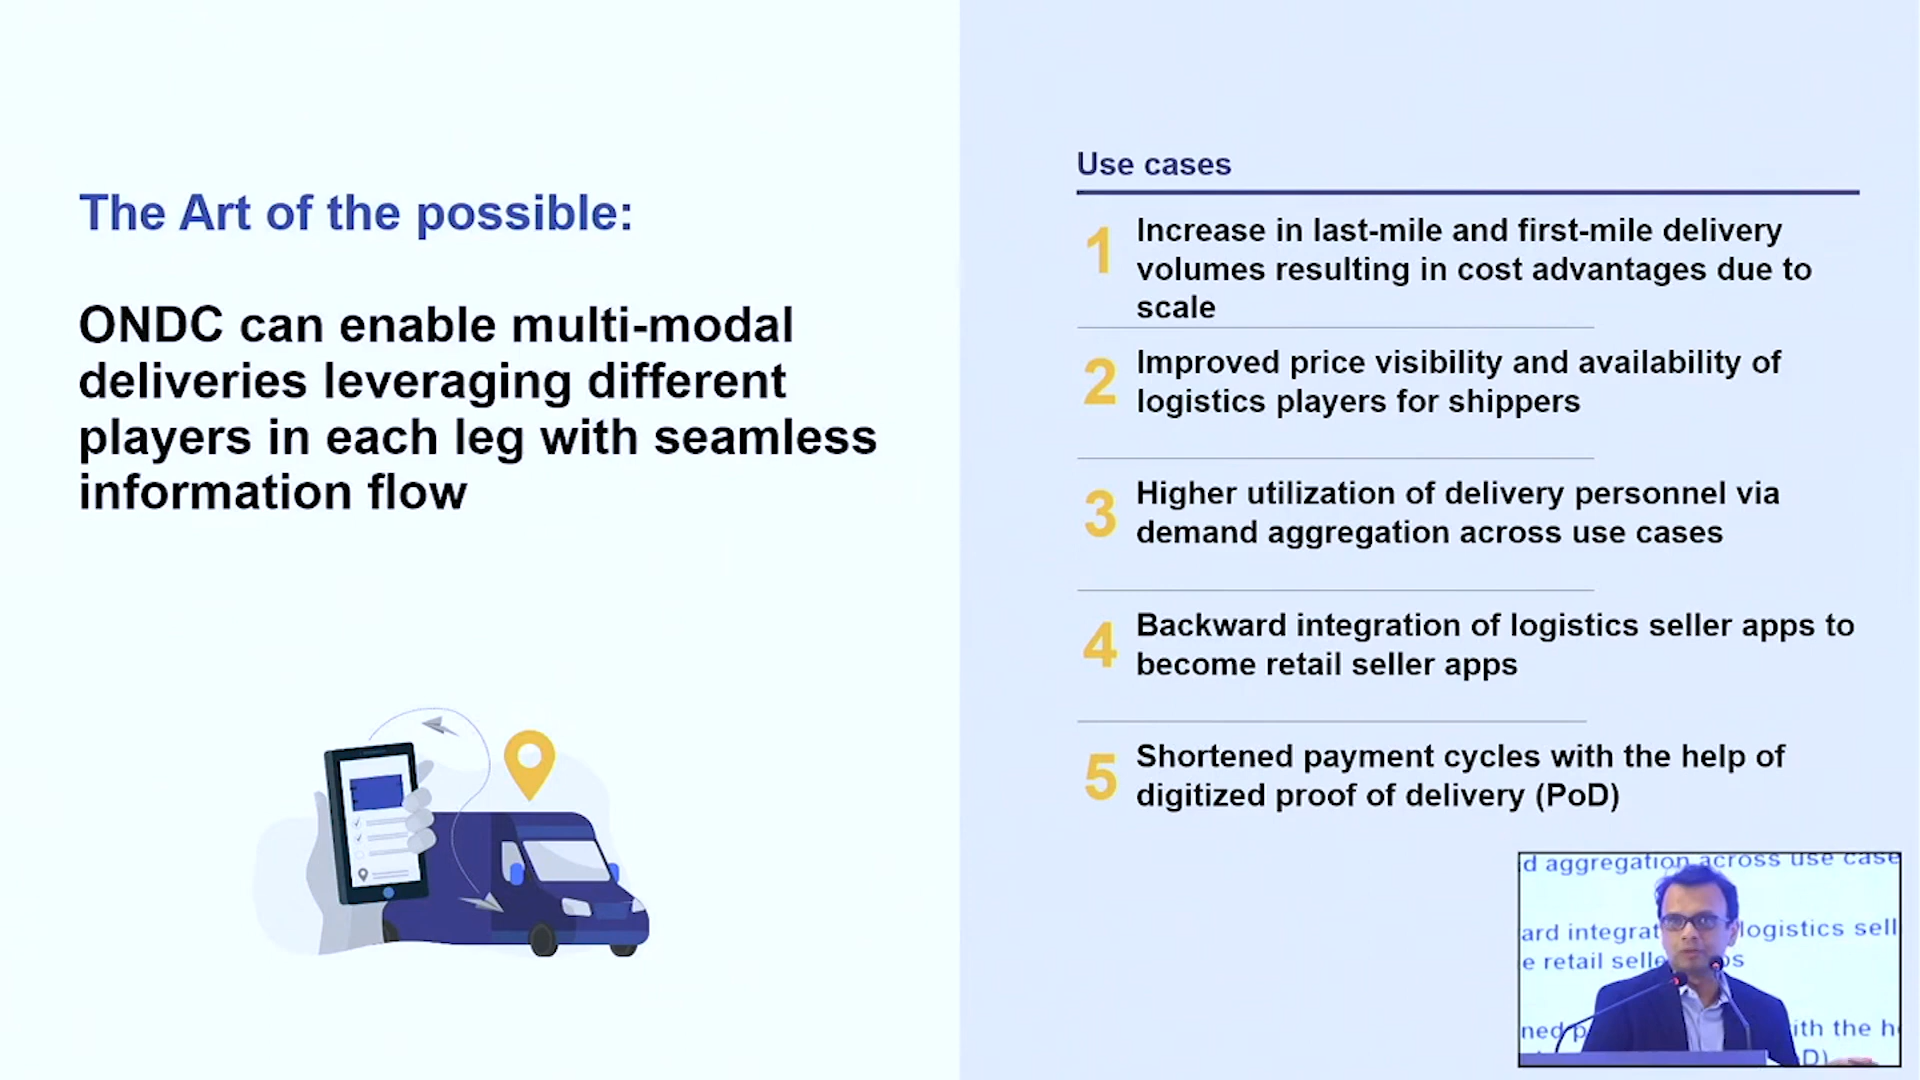 The Art of the possible:
ONDC can enable multi-modal
deliveries leveraging different
players in each leg with seamless
information flow
Use cases
1 Increase in last-mile and first-mile delivery
volumes resulting in cost advantages due to
scale
2 Improved price visibility and availability of
logistics players for shippers
3 Higher utilization of delivery personnel via
demand aggregation across use cases
4 Backward integration of logistics seller apps to
become retail seller apps
5 Shortened payment cycles with the help of
digitized proof of delivery (PoD)
d aggregation across use case
ard integrat logistics sell
e retail selle ps
ned p ith the h
D)